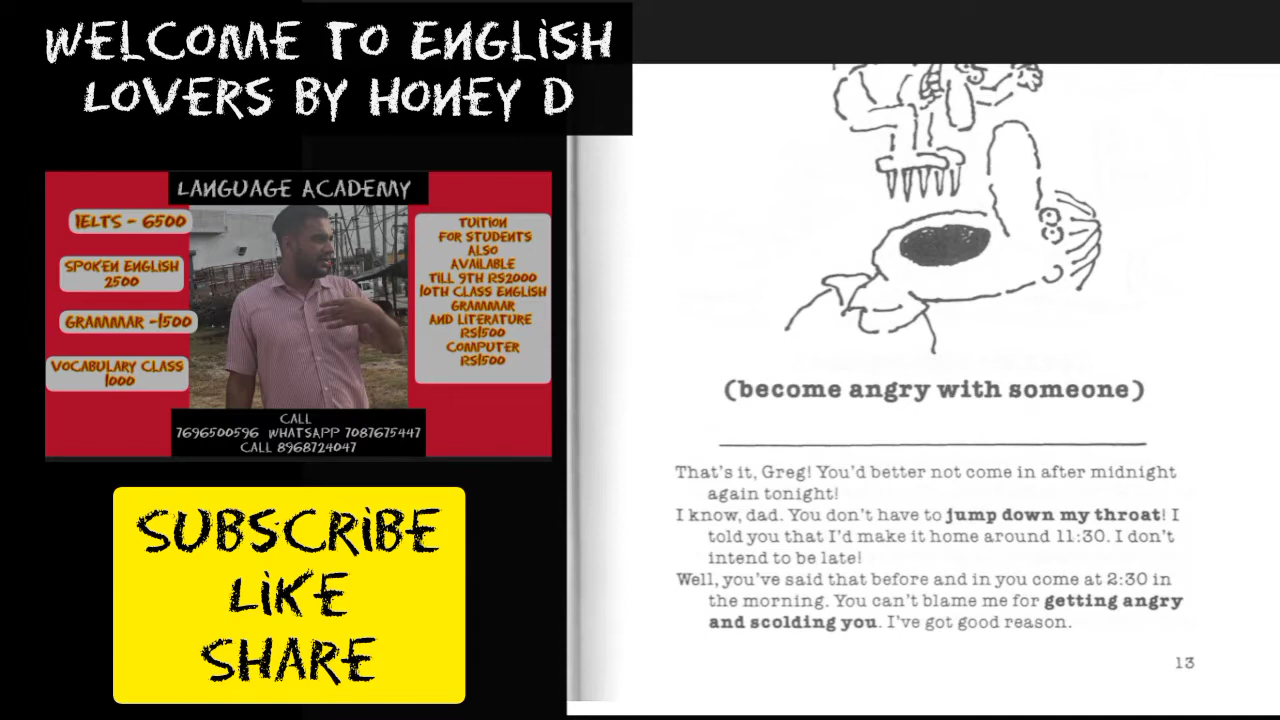 WELCOME TO ENGLISH
LOVERS BY HONEY D
LANGUAGE ACADEMY
IELTS - 6500
SPOKEN ENGLISH
2500
GRAMMAR -1500
VOCABULARY CLASS
1000
TUITION
FOR STUDENTS
ALSO
AVAILABLE
TILL 9TH RS2000
10TH CLASS ENGLISH
GRAMMAR
AND LITERATURE
RS1500
COMPUTER
RS1500
CALL
7696500596 WHATSAPP 7087675447
CALL 8968724047
SUBSCRIBE
LIKE
SHARE
(become angry with someone)
That's it, Greg! You'd better not come in after midnight
again tonight!
I know, dad. You don't have to jump down my throat! I
told you that I'd make it home around 11:30. I don't
intend to be late!
Well, you've said that before and in you come at 2:30 in
the morning. You can't blame me for getting angry
and scolding you. I've got good reason.
13